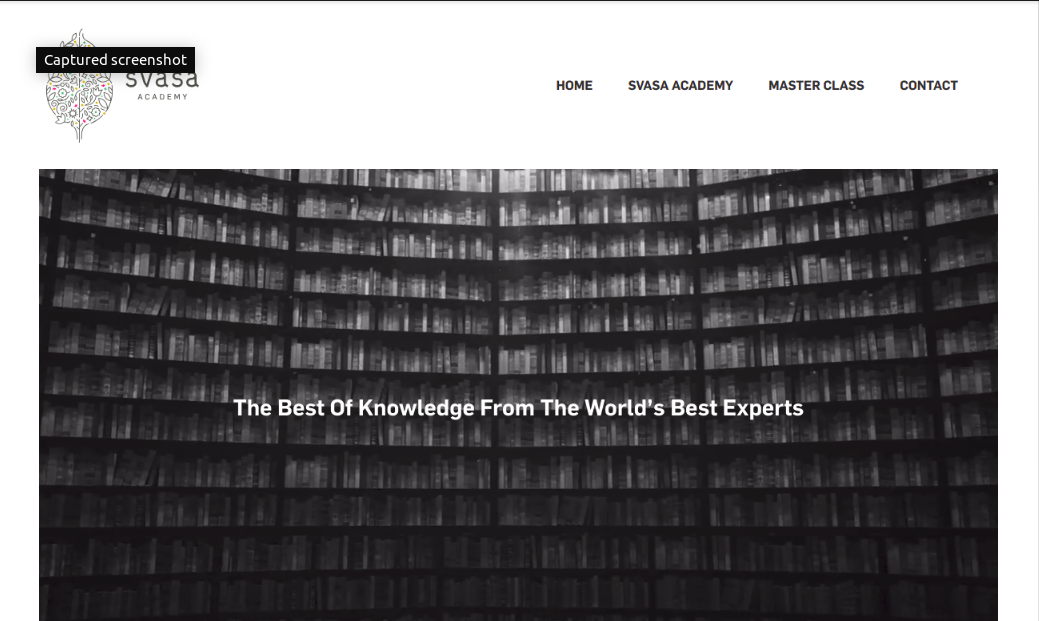 Captured screenshot
svasa
ACADEMY
HOME SVASA ACADEMY MASTER CLASS CONTACT
The Best Of Knowledge From The World's Best Experts